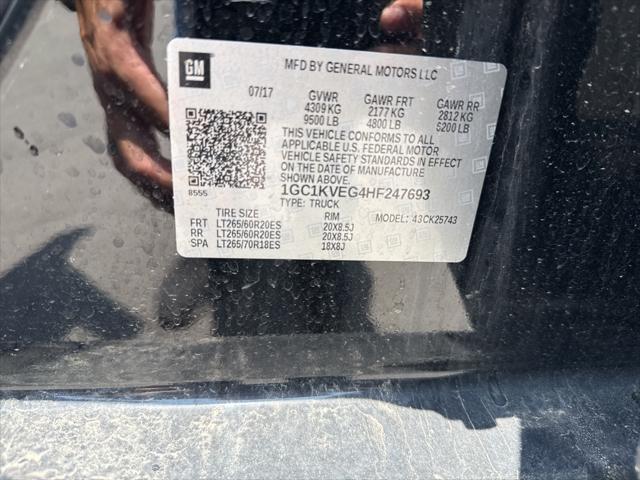 GM
MFD BY GENERAL MOTORS LLC
07/17 GVWR GAWR FRT GAWR RR
4309 KG 2177 KG 2812 KG
9500 LB 4800 LB 6200 LB
THIS VEHICLE CONFORMS TO ALL
APPLICABLE U.S. FEDERAL MOTOR
VEHICLE SAFETY STANDARDS IN EFFECT
ON THE DATE OF MANUFACTURE
SHOWN ABOVE.
8555
1GC1KVEG4HF247693
TYPE: TRUCK
MODEL: 43CK25743
TIRE SIZE RIM
FRT LT265/60R20ES 20X8.5J
RR LT265/60R20ES 20X8.5J
SPA LT265/70R18ES 18X8J